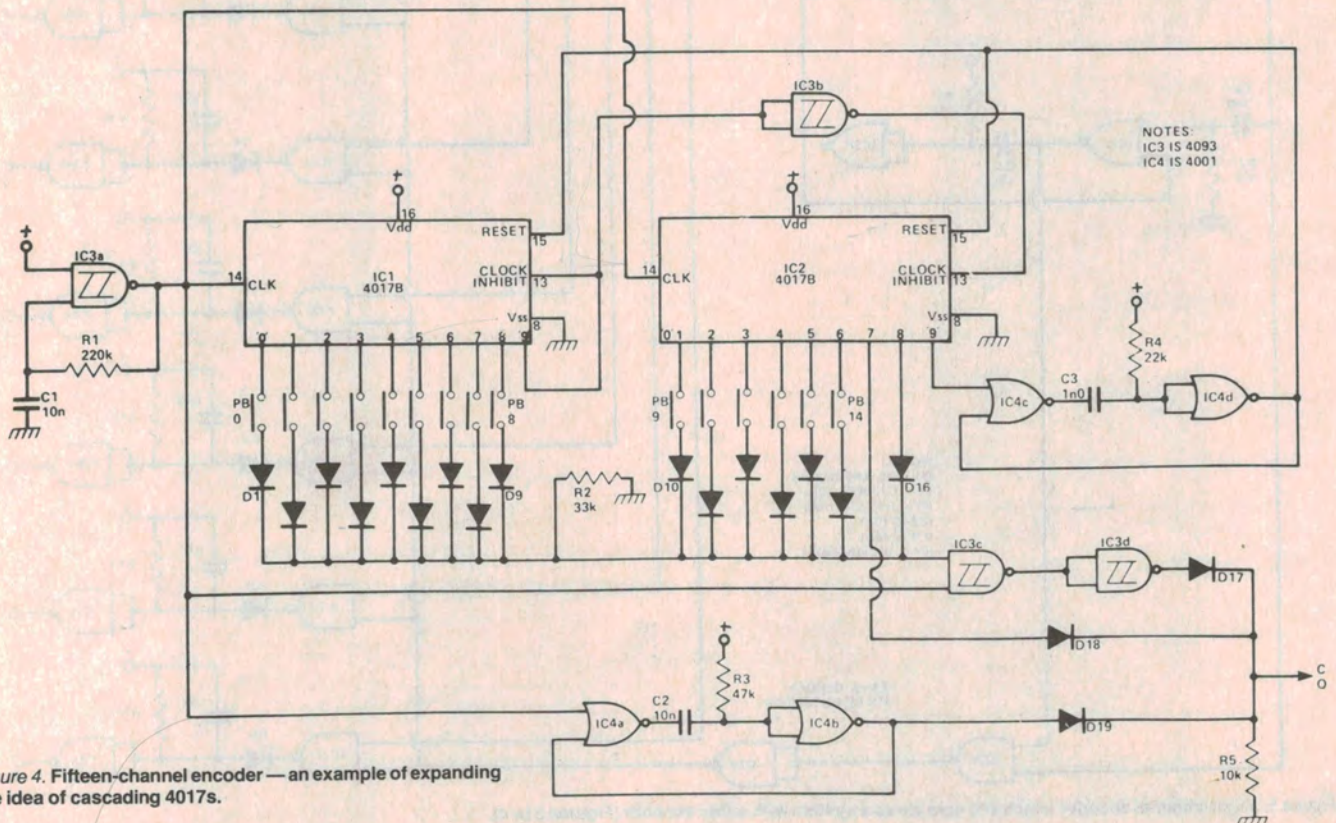 IC3a
+
R1
220k
C1
10n
14
CLK
+
16
Vdd
IC1
4017B
RESET
15
CLOCK
INHIBIT 13
Vss
8
0 1 2 3 4 5 6 7 8 9
PB
0
PB
8
D1
D9
R2
33k
IC3b
NOTES:
IC3 IS 4093
IC4 IS 4001
14
CLK
+
16
Vdd
IC2
4017B
RESET
15
CLOCK
INHIBIT 13
Vss
8
0 1 2 3 4 5 6 7 8 9
PB
9
PB
14
D10
D16
IC4c
C3
1n0
+
R4
22k
IC4d
IC3c
IC3d
D17
D18
D19
IC4a
C2
10n
+
R3
47k
IC4b
C
O
R5
10k
ure 4. Fifteen-channel encoder — an example of expanding
e idea of cascading 4017s.